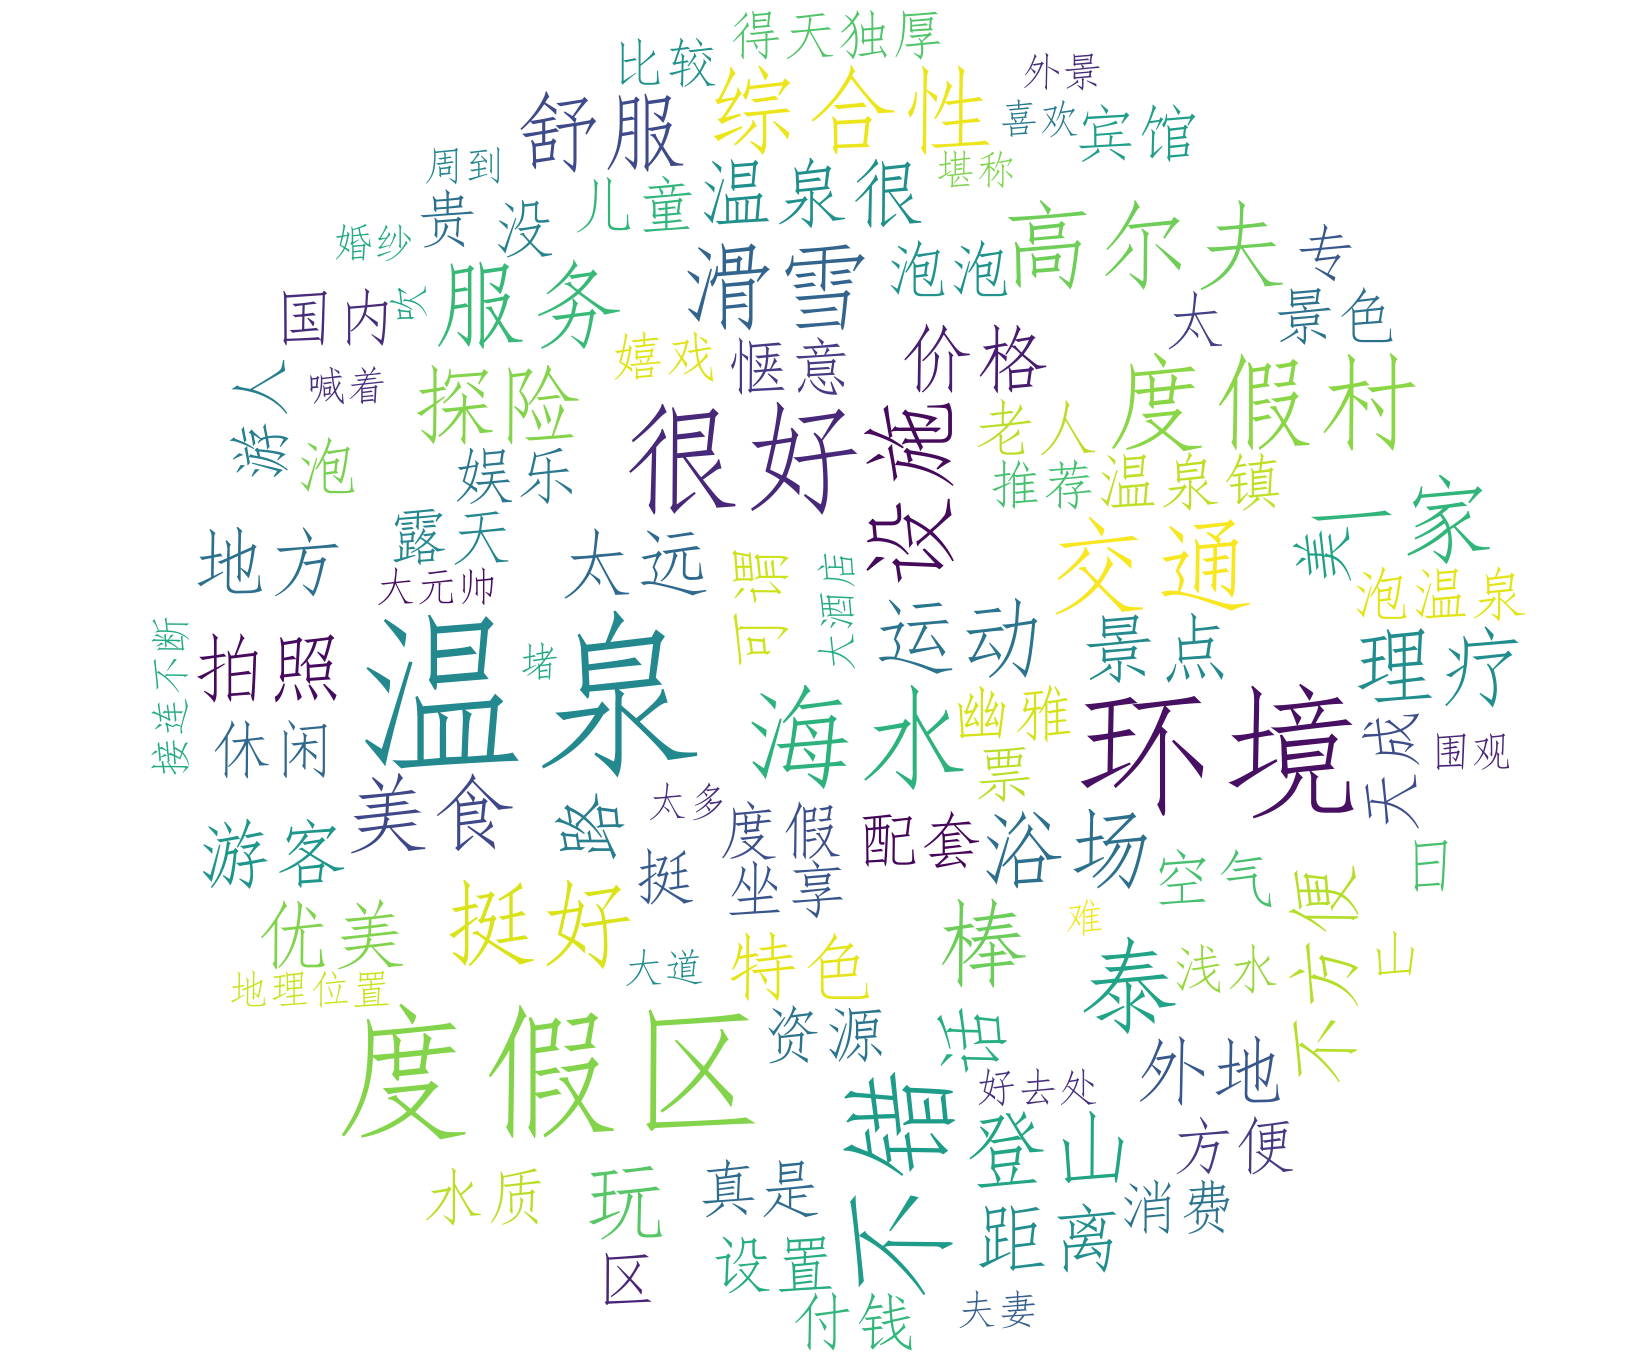 得天独厚
比较
外景
综合性
舒服
喜欢
宾馆
周到
堪称
儿童
温泉很
贵
没
婚纱
高尔夫
专
滑雪
泡泡
服务
国内
吹
太
景色
嬉戏
惬意
价格
游人
喊着
探险
度假村
很好
设施
老人
泡
娱乐
推荐
温泉镇
一家
美
露天
地方
太远
可谓
大酒店
交通
大元帅
泡温泉
接连不断
拍照
温泉
堵
运动
景点
理疗
海水
幽雅
环境
天成
围观
休闲
票
美食
路
太多
度假
配套
浴场
游客
挺
坐享
空气
不方便
日
优美
挺好
棒
难
特色
大道
泰
浅水
山
地理位置
度假区
资源
话
外地
好去处
不错
登山
方便
水质
玩
真是
消费
距离
设置
区
付钱
夫妻